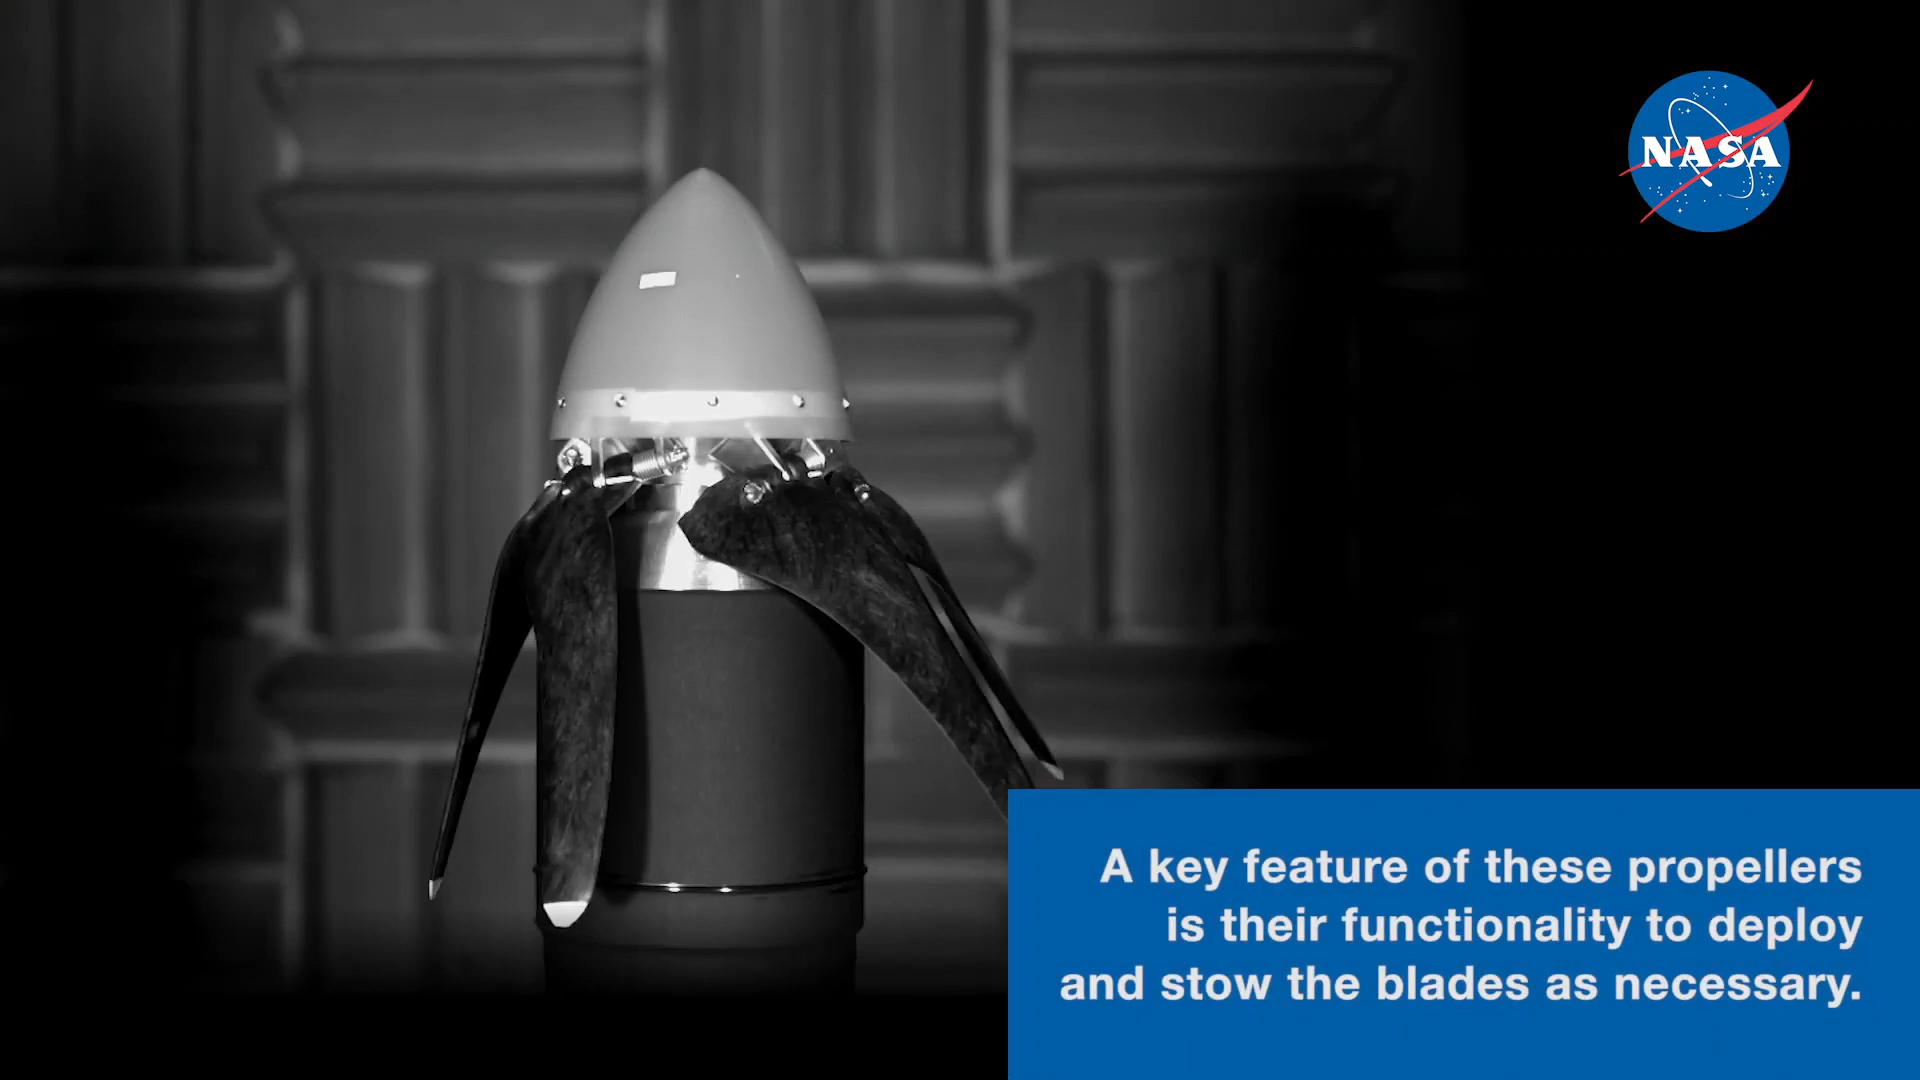 NASA
A key feature of these propellers
is their functionality to deploy
and stow the blades as necessary.